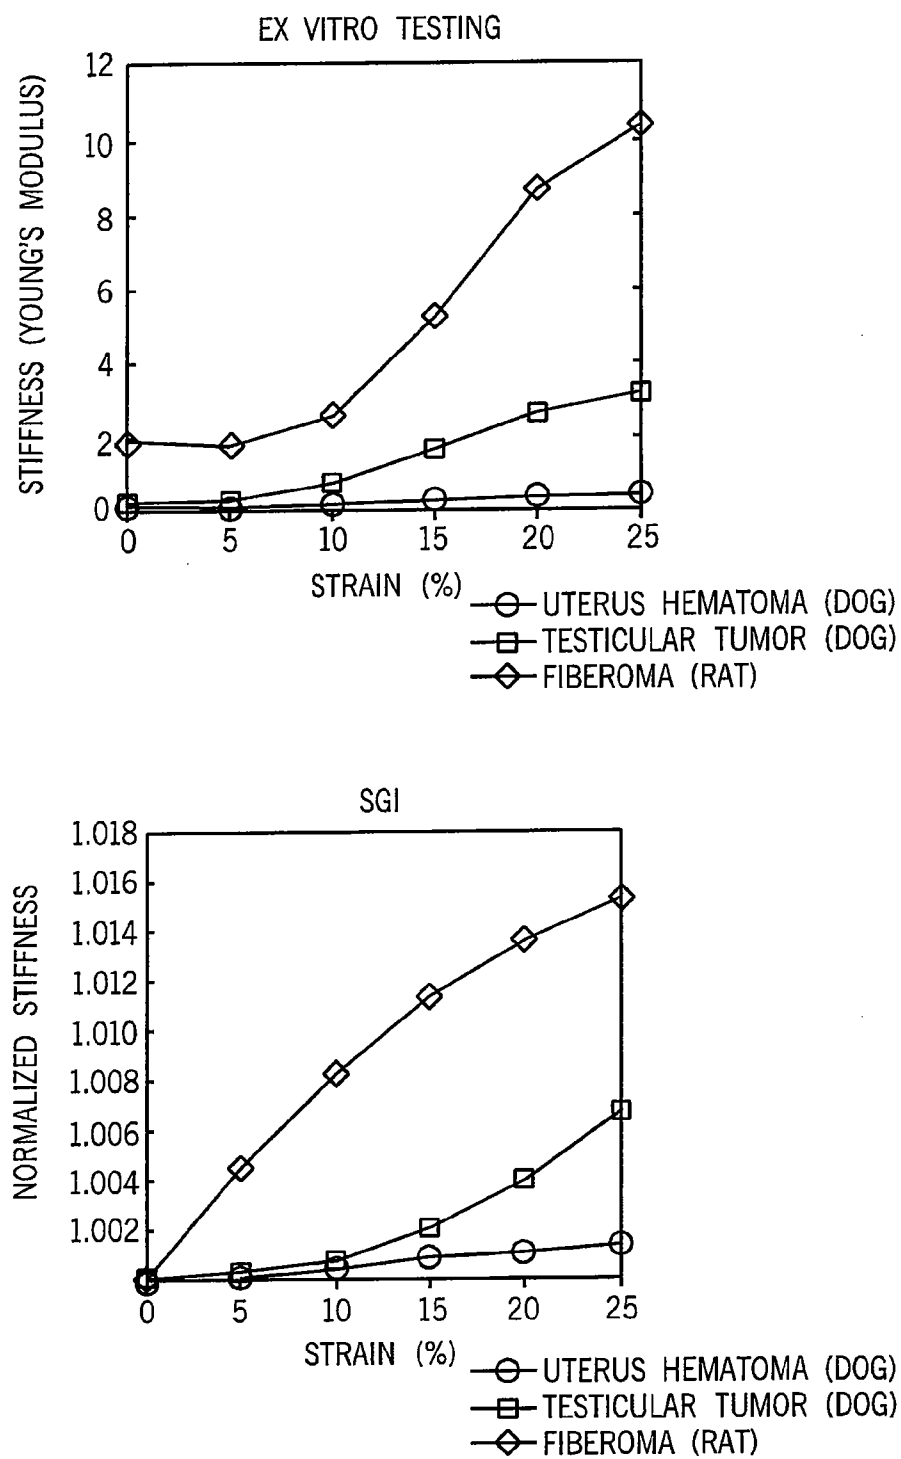 EX VITRO TESTING
STIFFNESS (YOUNG'S MODULUS)
12
10
8
6
4
2
0
0 5 10 15 20 25
STRAIN (%)
UTERUS HEMATOMA (DOG)
TESTICULAR TUMOR (DOG)
FIBEROMA (RAT)
SGI
NORMALIZED STIFFNESS
1.018
1.016
1.014
1.012
1.010
1.008
1.006
1.004
1.002
0 5 10 15 20 25
STRAIN (%)
UTERUS HEMATOMA (DOG)
TESTICULAR TUMOR (DOG)
FIBEROMA (RAT)